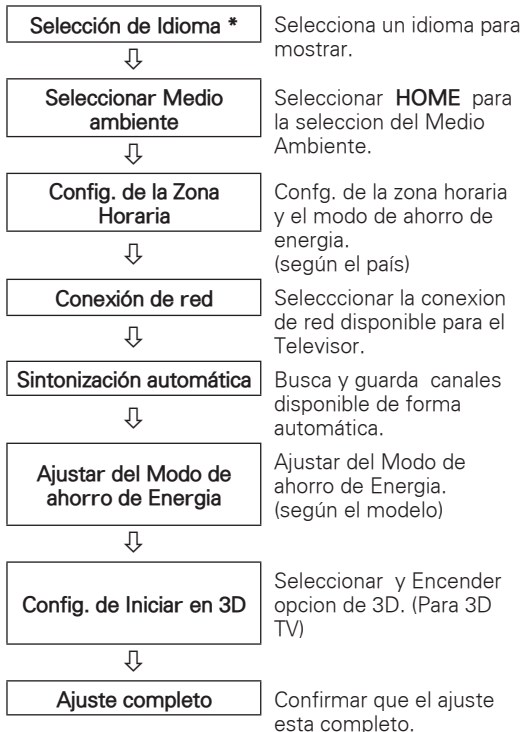 Selección de Idioma *
Selecciona un idioma para
mostrar.
Seleccionar Medio
ambiente
Seleccionar HOME para
la seleccion del Medio
Ambiente.
Config. de la Zona
Horaria
Confg. de la zona horaria
y el modo de ahorro de
energia.
(según el país)
Conexión de red
Selecccionar la conexion
de red disponible para el
Televisor.
Sintonización automática
Busca y guarda canales
disponible de forma
automática.
Ajustar del Modo de
ahorro de Energia
Ajustar del Modo de
ahorro de Energia.
(según el modelo)
Config. de Iniciar en 3D
Seleccionar y Encender
opcion de 3D. (Para 3D
TV)
Ajuste completo
Confirmar que el ajuste
esta completo.